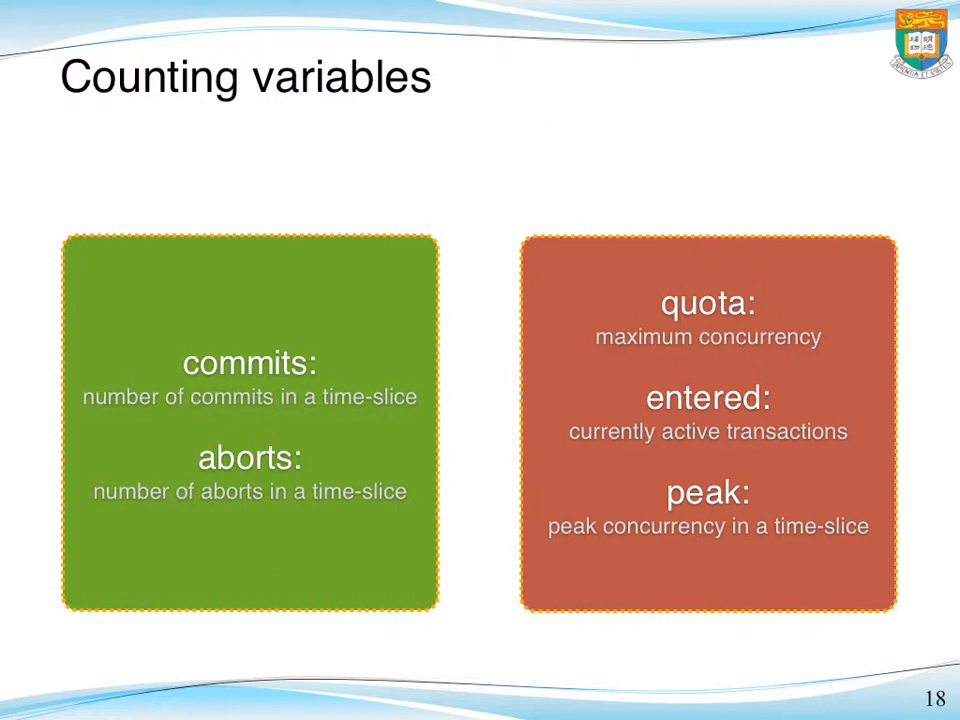 Counting variables
commits:
number of commits in a time-slice
aborts:
number of aborts in a time-slice
quota:
maximum concurrency
entered:
currently active transactions
peak:
peak concurrency in a time-slice
18